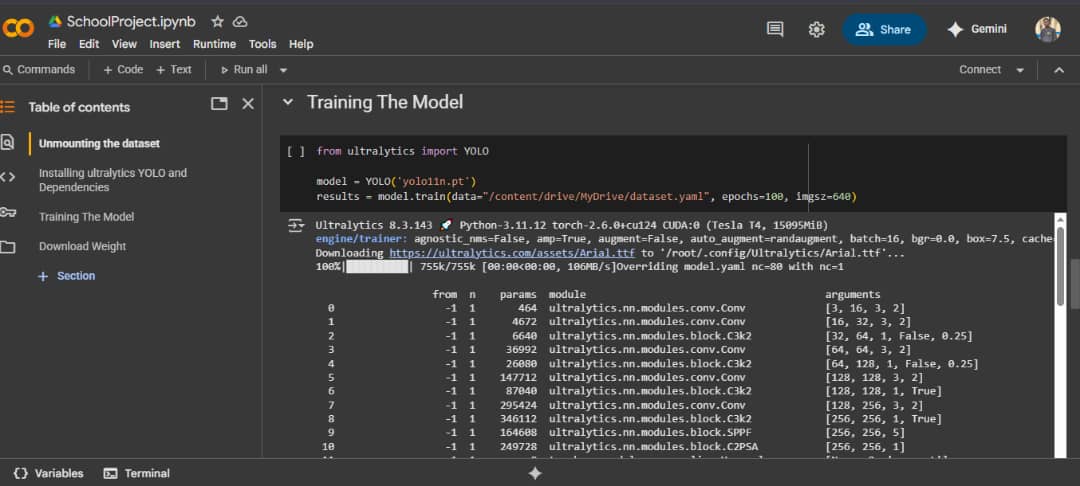 SchoolProject.ipynb
File Edit View Insert Runtime Tools Help
Share
Gemini
Commands + Code + Text Run all
Connect
Table of contents
Unmounting the dataset
Installing ultralytics YOLO and
Dependencies
Training The Model
Download Weight
+ Section
Training The Model
[ ] from ultralytics import YOLO
model = YOLO('yolo11n.pt')
results = model.train(data="/content/drive/MyDrive/dataset.yaml", epochs=100, imgsz=640)
Ultralytics 8.3.143 🚀 Python-3.11.12 torch-2.6.0+cu124 CUDA:0 (Tesla T4, 15095MiB)
engine/trainer: agnostic_nms=False, amp=True, augment=False, auto_augment=randaugment, batch=16, bgr=0.0, box=7.5, cache=
Downloading https://ultralytics.com/assets/Arial.ttf to '/root/.config/Ultralytics/Arial.ttf'...
100%|██████████| 755k/755k [00:00<00:00, 106MB/s]Overriding model.yaml nc=80 with nc=1
from n params module arguments
0 -1 1 464 ultralytics.nn.modules.conv.Conv [3, 16, 3, 2]
1 -1 1 4672 ultralytics.nn.modules.conv.Conv [16, 32, 3, 2]
2 -1 1 6640 ultralytics.nn.modules.block.C3k2 [32, 64, 1, False, 0.25]
3 -1 1 36992 ultralytics.nn.modules.conv.Conv [64, 64, 3, 2]
4 -1 1 26080 ultralytics.nn.modules.block.C3k2 [64, 128, 1, False, 0.25]
5 -1 1 147712 ultralytics.nn.modules.conv.Conv [128, 128, 3, 2]
6 -1 1 87040 ultralytics.nn.modules.block.C3k2 [128, 128, 1, True]
7 -1 1 295424 ultralytics.nn.modules.conv.Conv [128, 256, 3, 2]
8 -1 1 346112 ultralytics.nn.modules.block.C3k2 [256, 256, 1, True]
9 -1 1 164608 ultralytics.nn.modules.block.SPPF [256, 256, 5]
10 -1 1 249728 ultralytics.nn.modules.block.C2PSA [256, 256, 1]
Variables Terminal